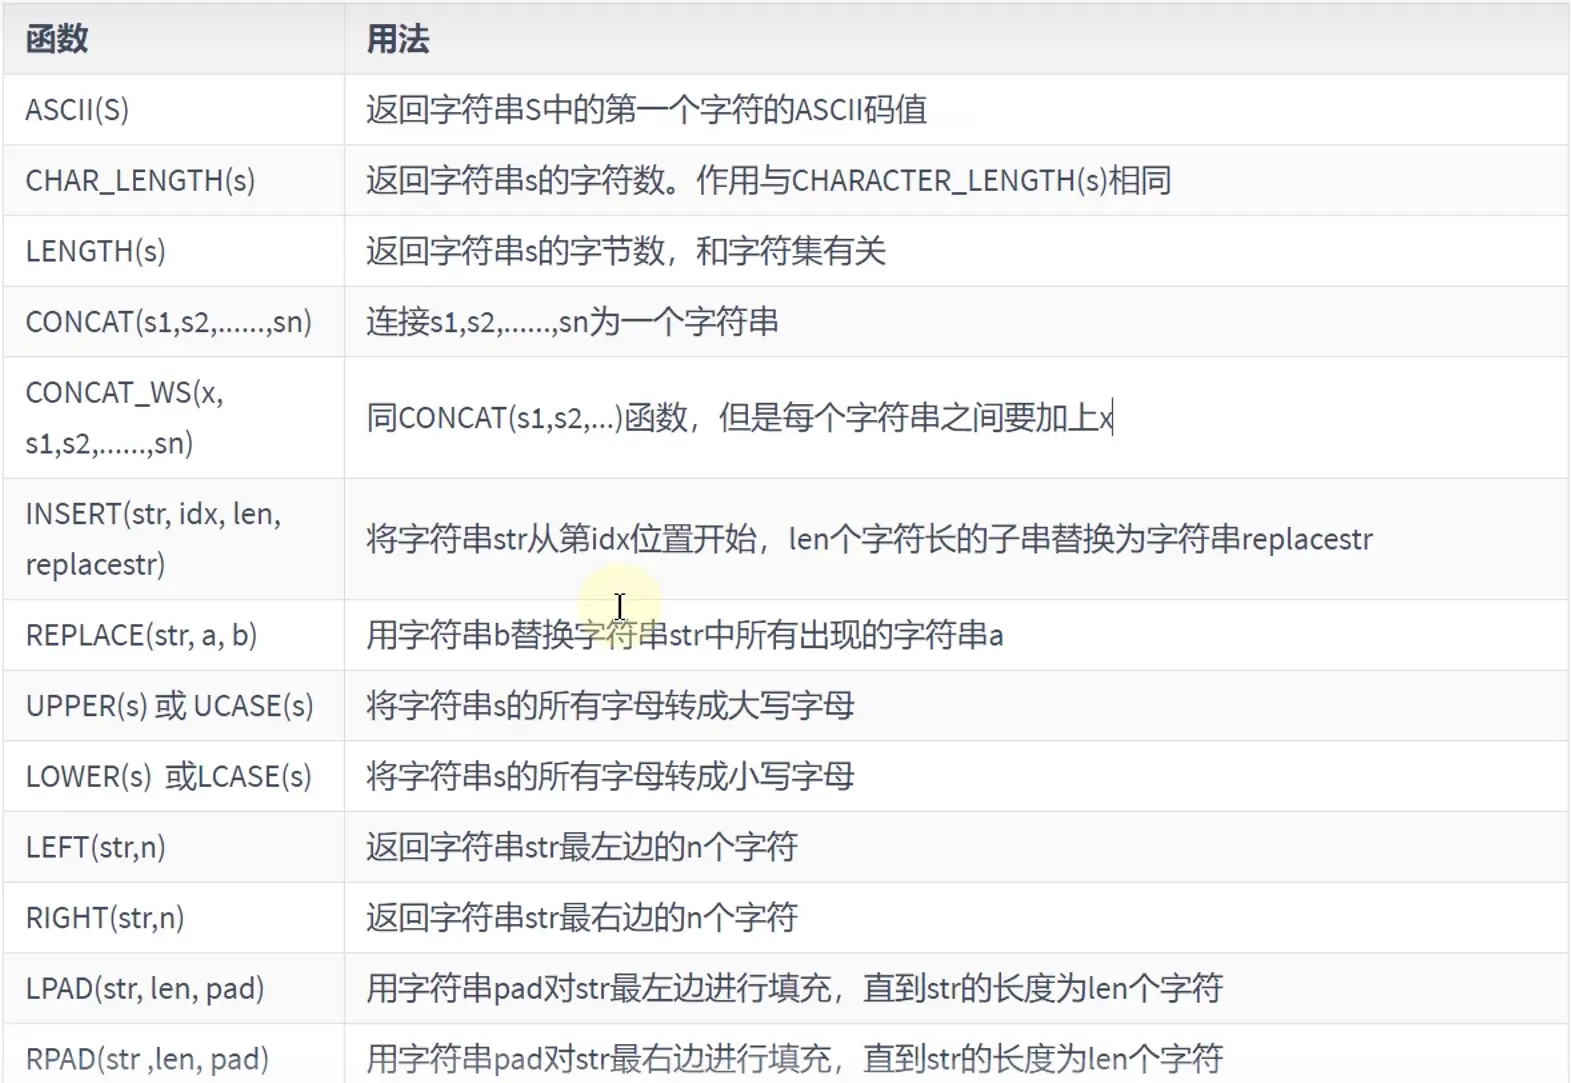 函数 用法
ASCII(S) 返回字符串S中的第一个字符的ASCII码值
CHAR_LENGTH(s) 返回字符串s的字符数。作用与CHARACTER_LENGTH(s)相同
LENGTH(s) 返回字符串s的字节数，和字符集有关
CONCAT(s1,s2,......,sn) 连接s1,s2,......,sn为一个字符串
CONCAT_WS(x,
s1,s2,......,sn) 同CONCAT(s1,s2,...)函数，但是每个字符串之间要加上x
INSERT(str, idx, len,
replacestr) 将字符串str从第idx位置开始，len个字符长的子串替换为字符串replacestr
REPLACE(str, a, b) 用字符串b替换字符串str中所有出现的字符串a
UPPER(s) 或 UCASE(s) 将字符串s的所有字母转成大写字母
LOWER(s) 或LCASE(s) 将字符串s的所有字母转成小写字母
LEFT(str,n) 返回字符串str最左边的n个字符
RIGHT(str,n) 返回字符串str最右边的n个字符
LPAD(str, len, pad) 用字符串pad对str最左边进行填充，直到str的长度为len个字符
RPAD(str ,len, pad) 用字符串pad对str最右边进行填充，直到str的长度为len个字符